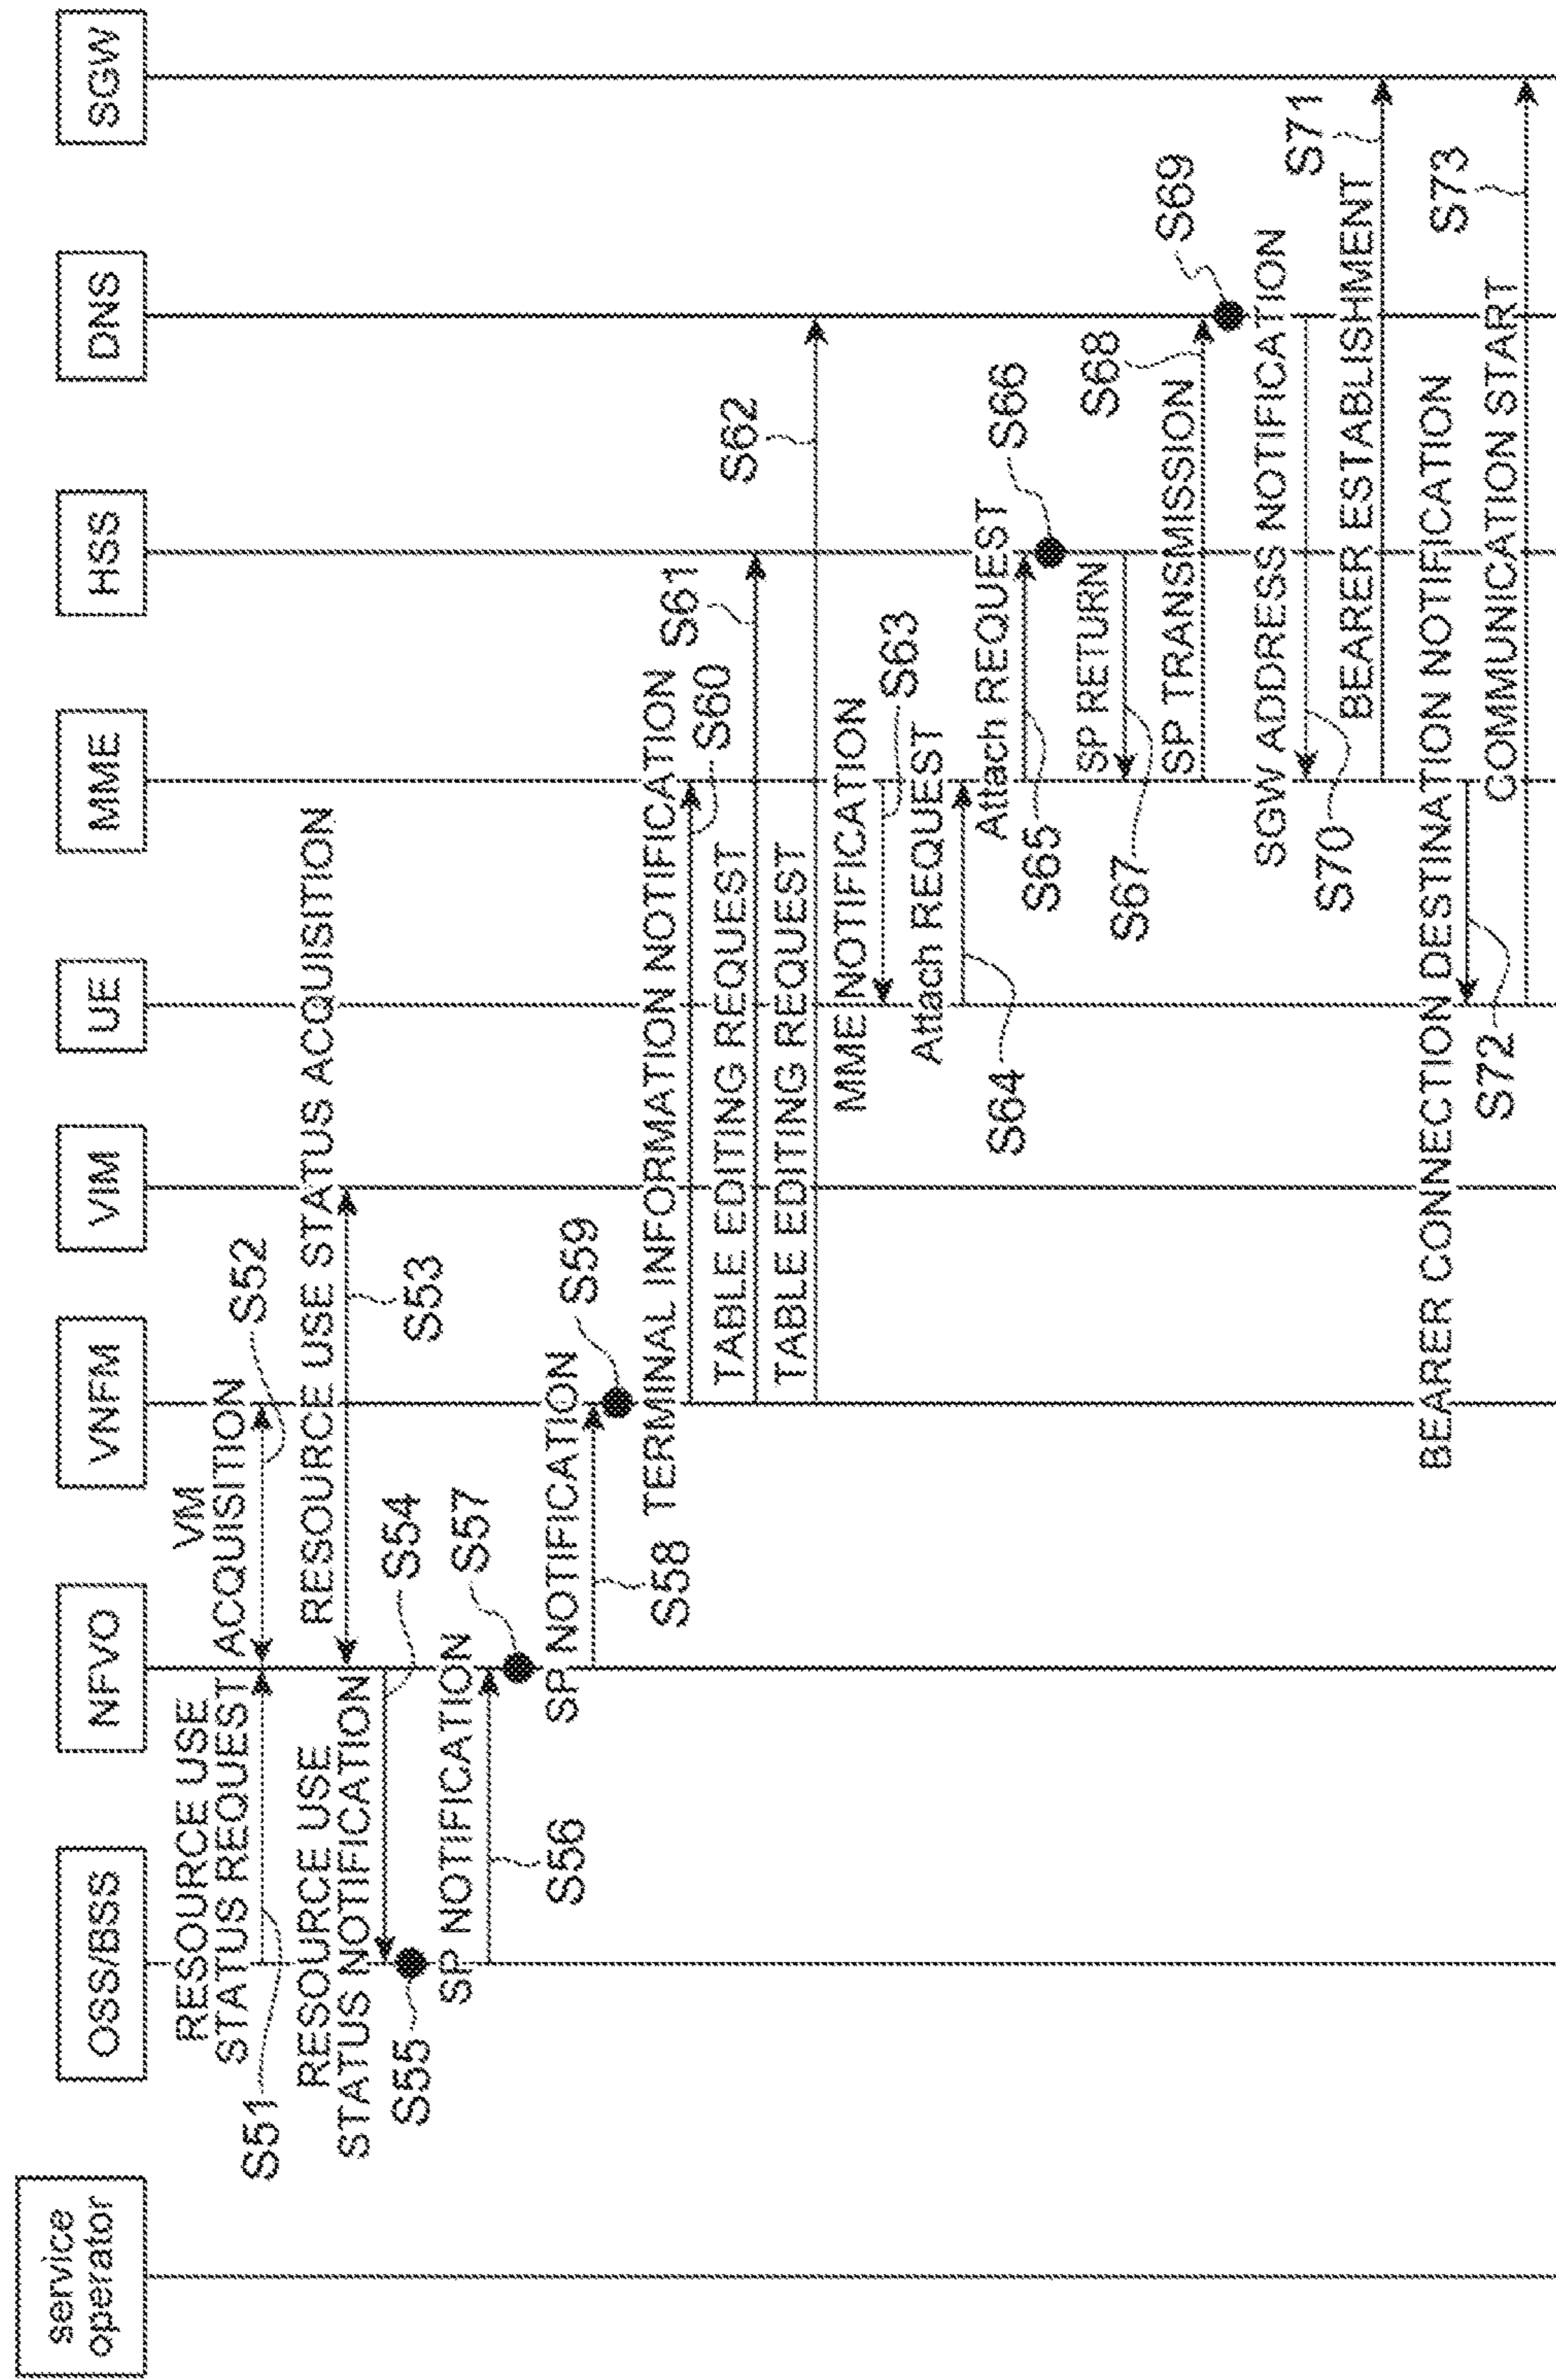 service
operator
OSS/BSS
NFVO
VNFM
VIM
UE
MME
HSS
DNS
SGW
RESOURCE USE
STATUS REQUEST
S51
VM
ACQUISITION
S52
RESOURCE USE STATUS ACQUISITION
S53
RESOURCE USE
STATUS NOTIFICATION
S54
S55
SP NOTIFICATION
S56
S57
SP NOTIFICATION
S58
S59
TERMINAL INFORMATION NOTIFICATION
S60
TABLE EDITING REQUEST
S61
TABLE EDITING REQUEST
S62
MME NOTIFICATION
S63
Attach REQUEST
S64
Attach REQUEST
S65
S66
SP RETURN
S67
SP TRANSMISSION
S68
S69
SGW ADDRESS NOTIFICATION
S70
BEARER ESTABLISHMENT
S71
BEARER CONNECTION DESTINATION NOTIFICATION
S72
COMMUNICATION START
S73